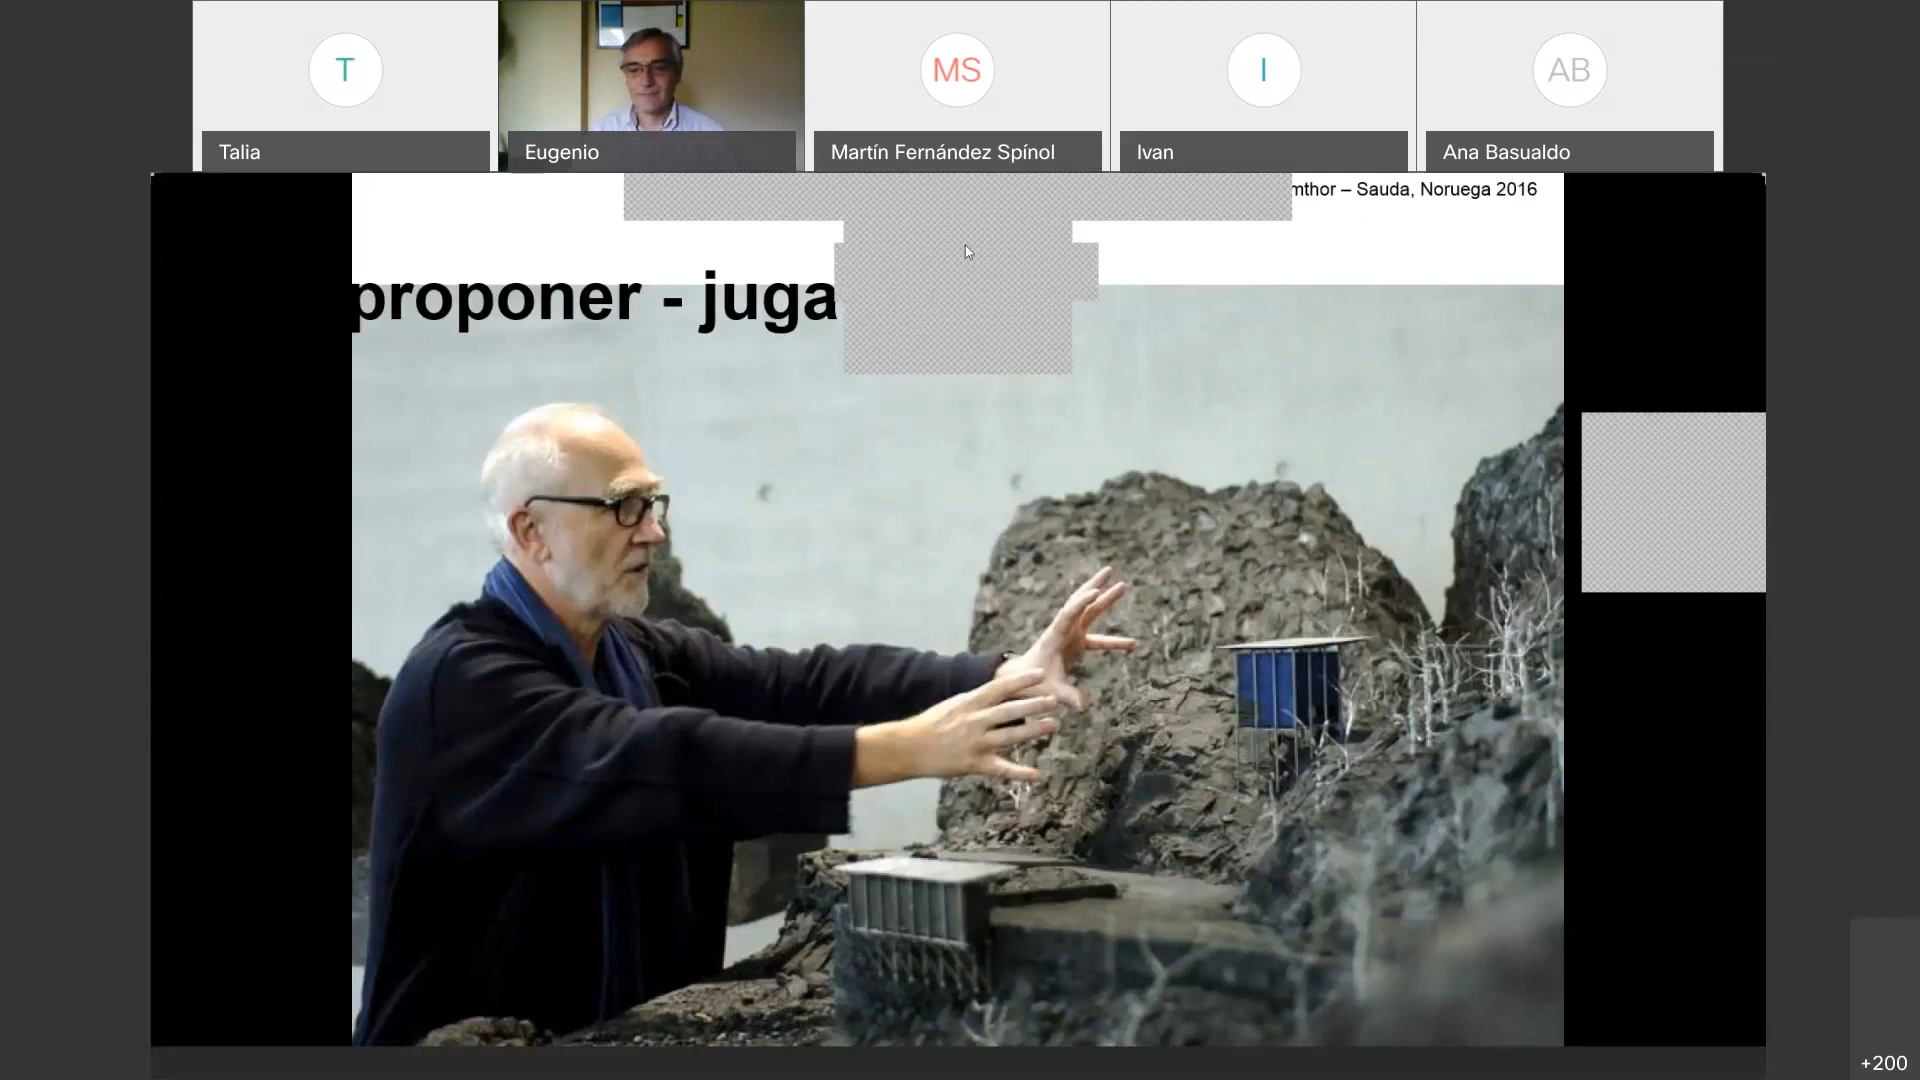 T
MS
I
AB
Talia
Eugenio
Martín Fernández Spínol
Ivan
Ana Basualdo
mthor – Sauda, Noruega 2016
proponer - juga
+200